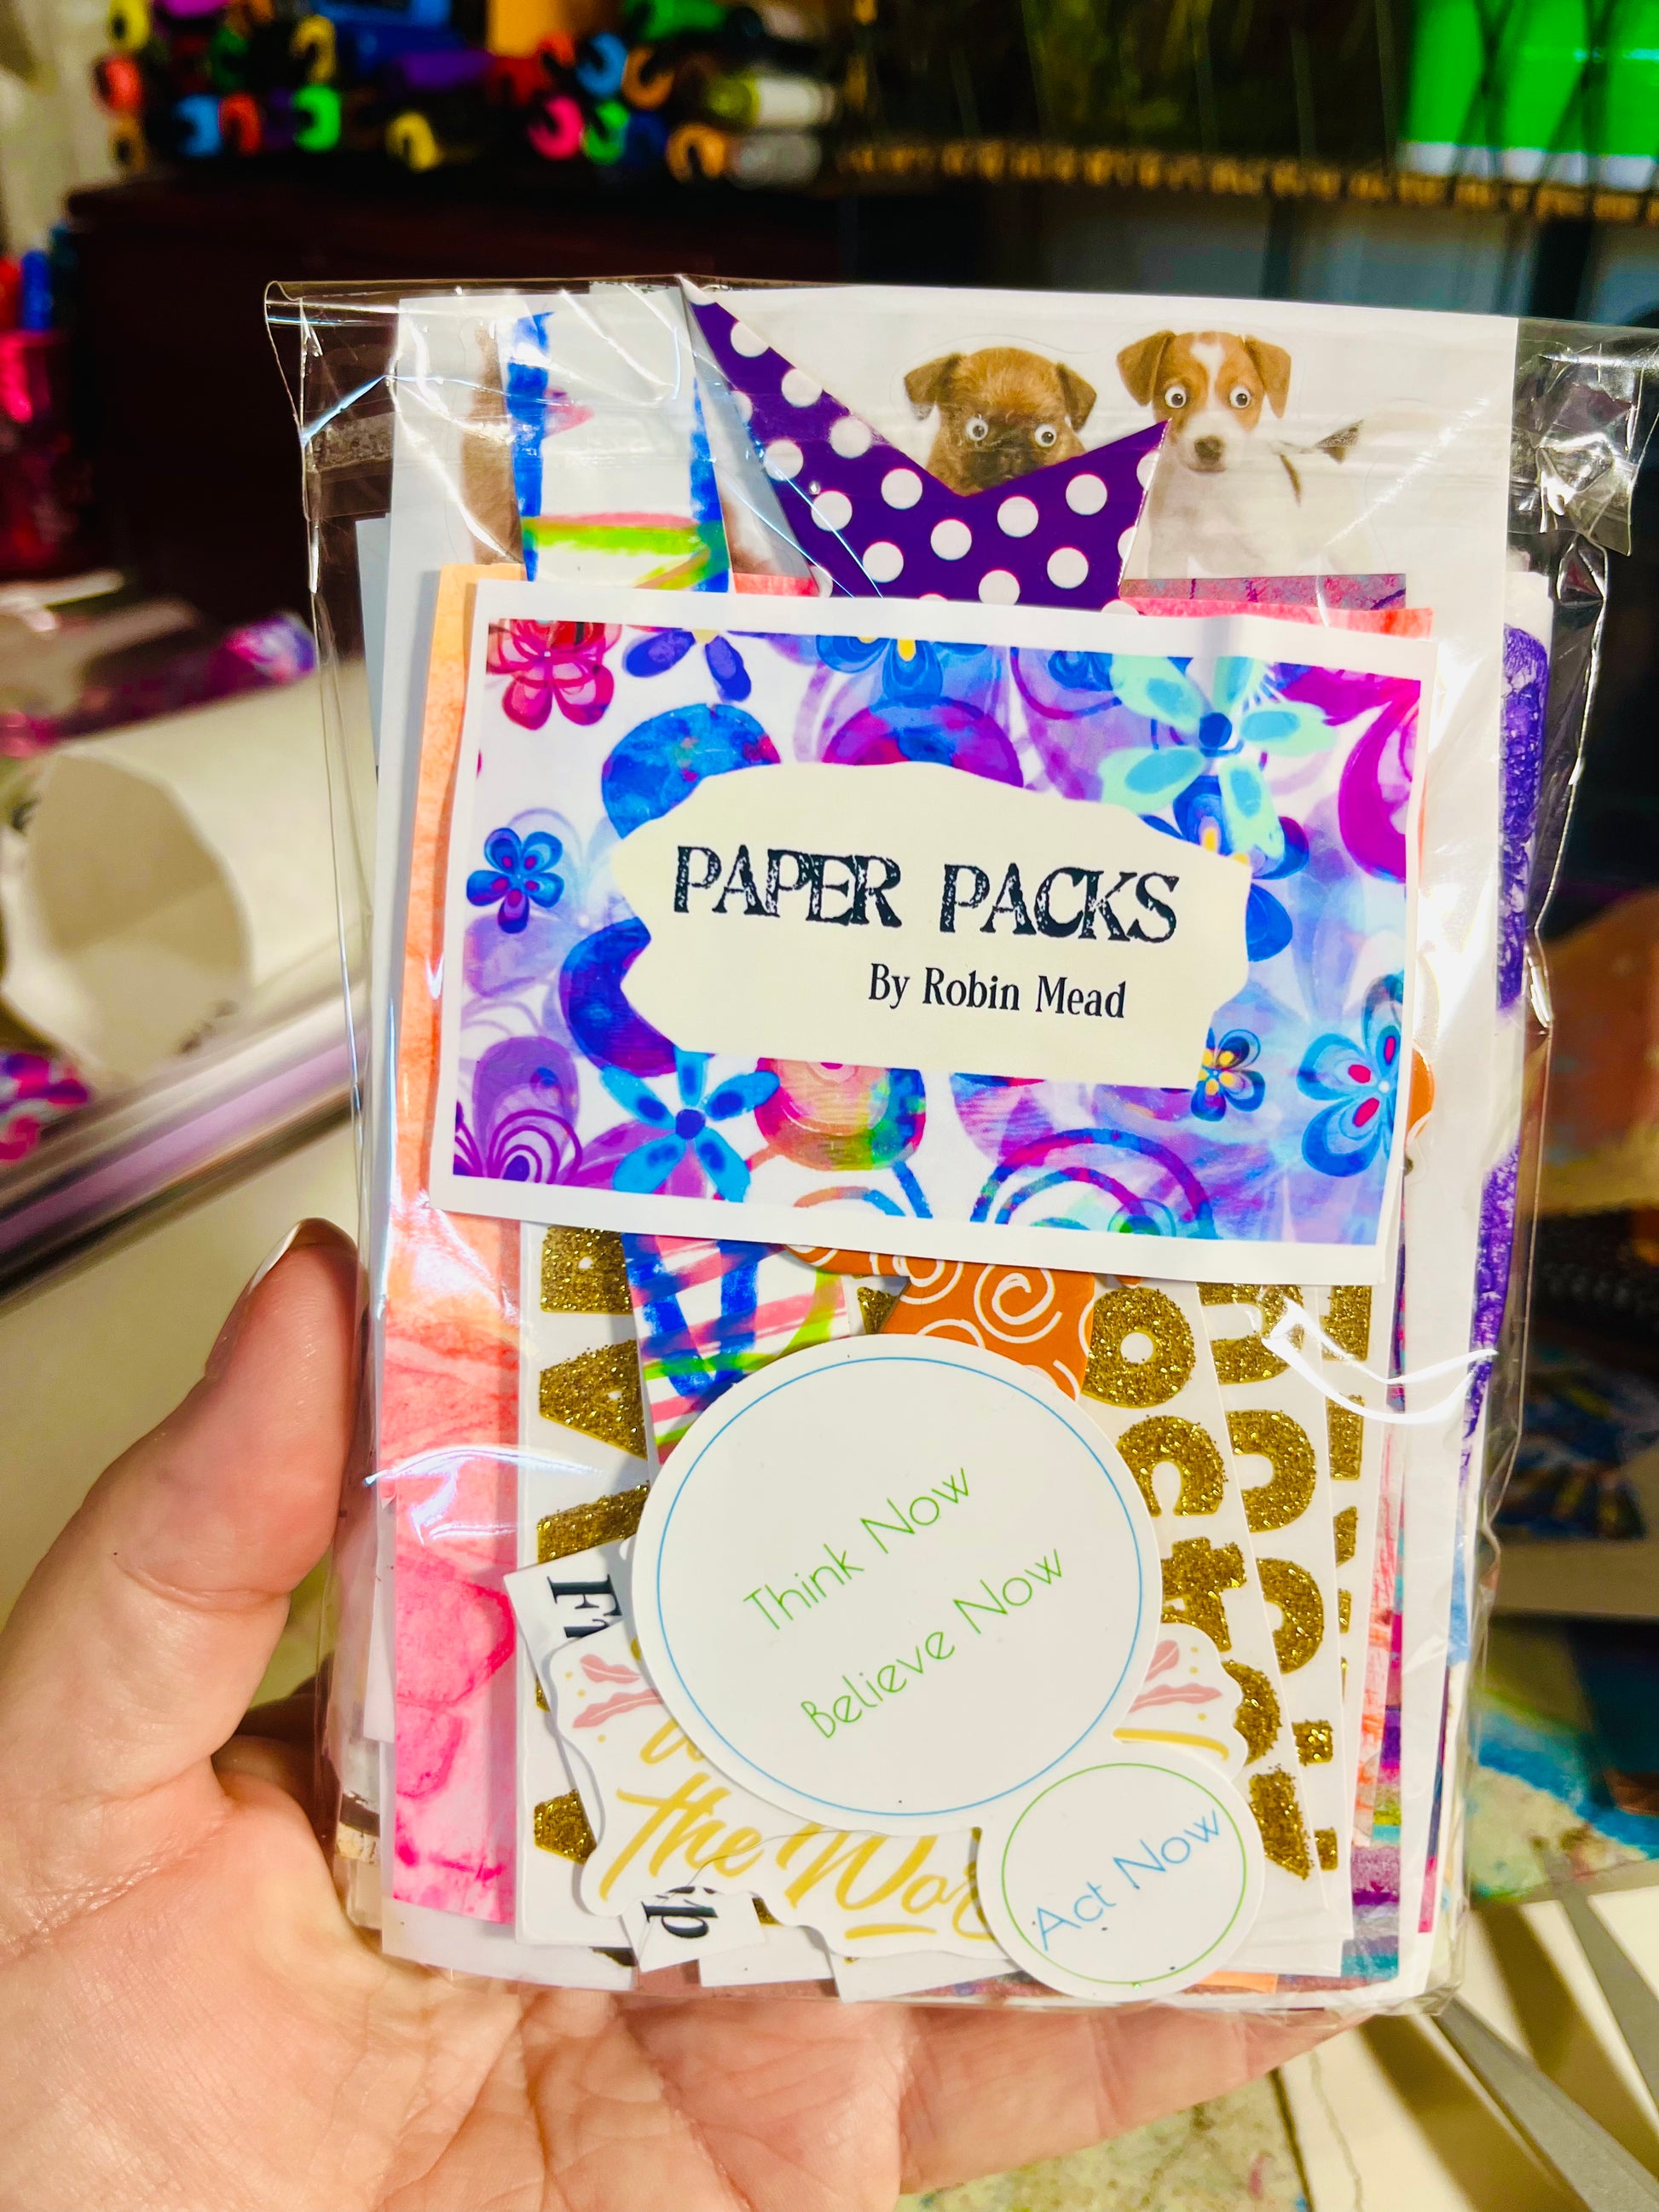 PAPER PACKS
By Robin Mead
Think Now
Believe Now
the
Act Now